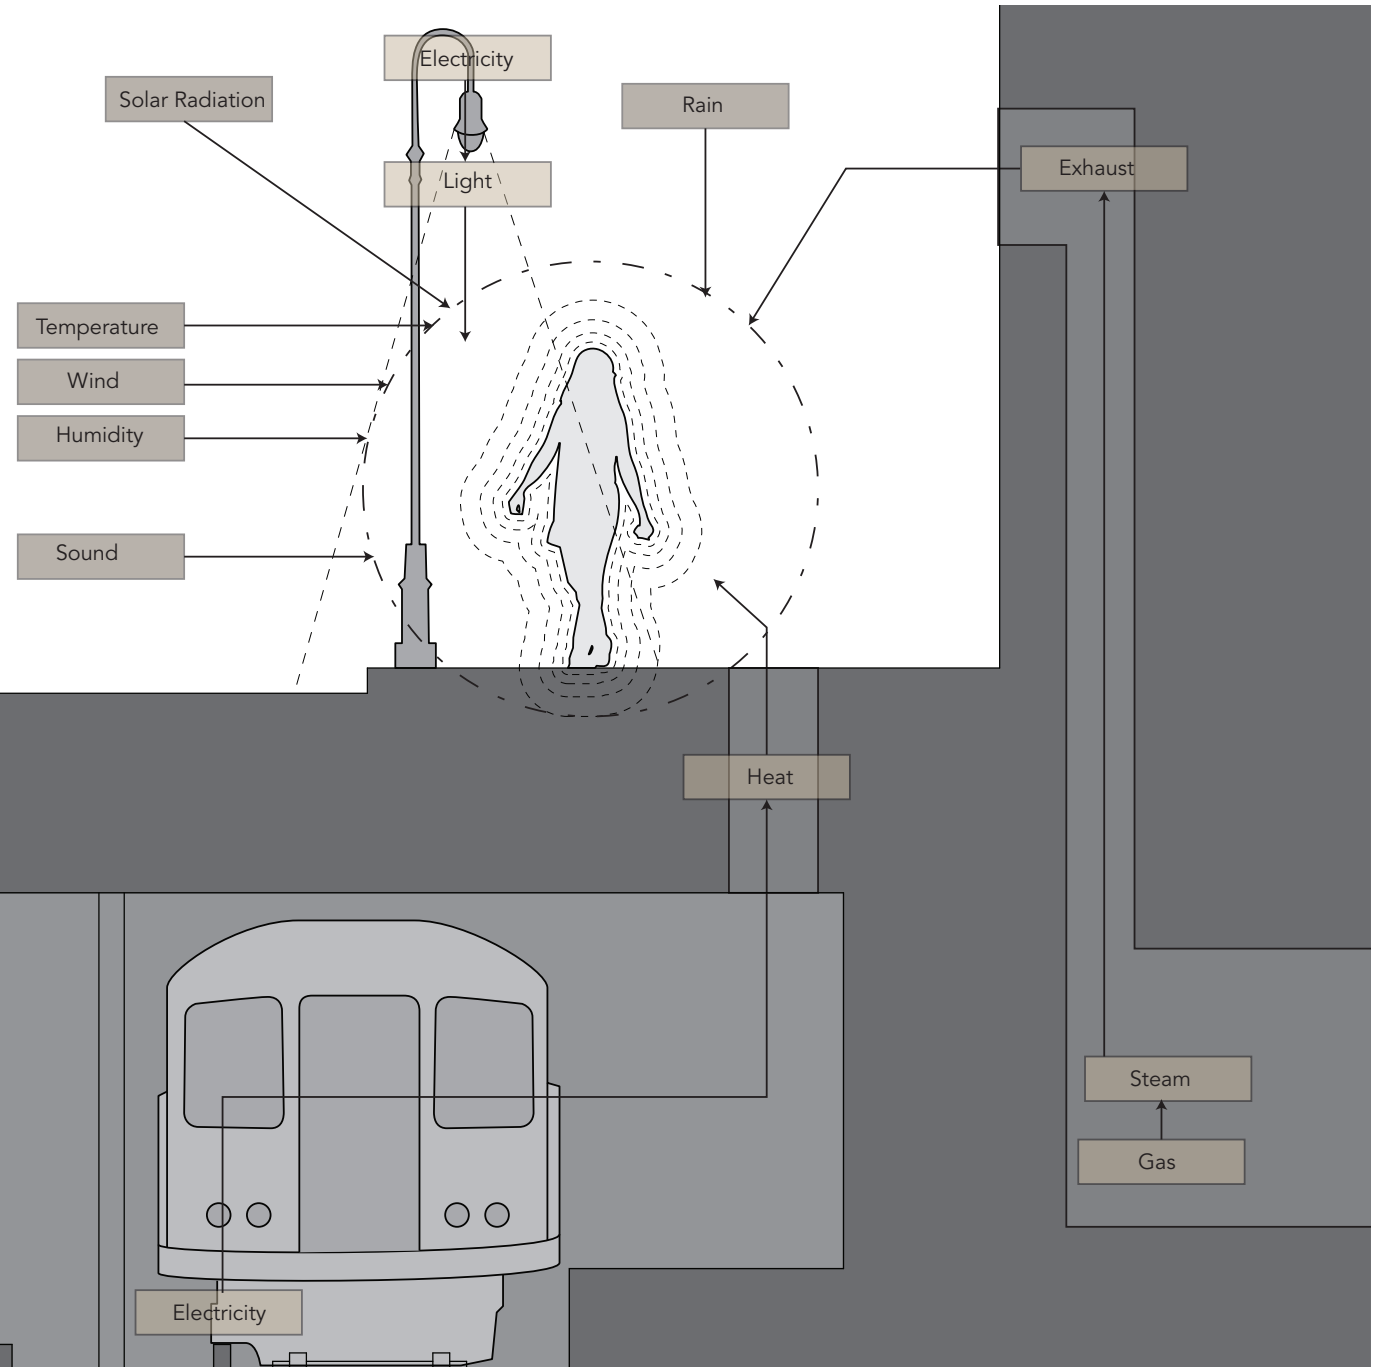 Electricity
Solar Radiation
Rain
Exhaust
Light
Temperature
Wind
Humidity
Sound
Heat
Steam
Gas
Electricity